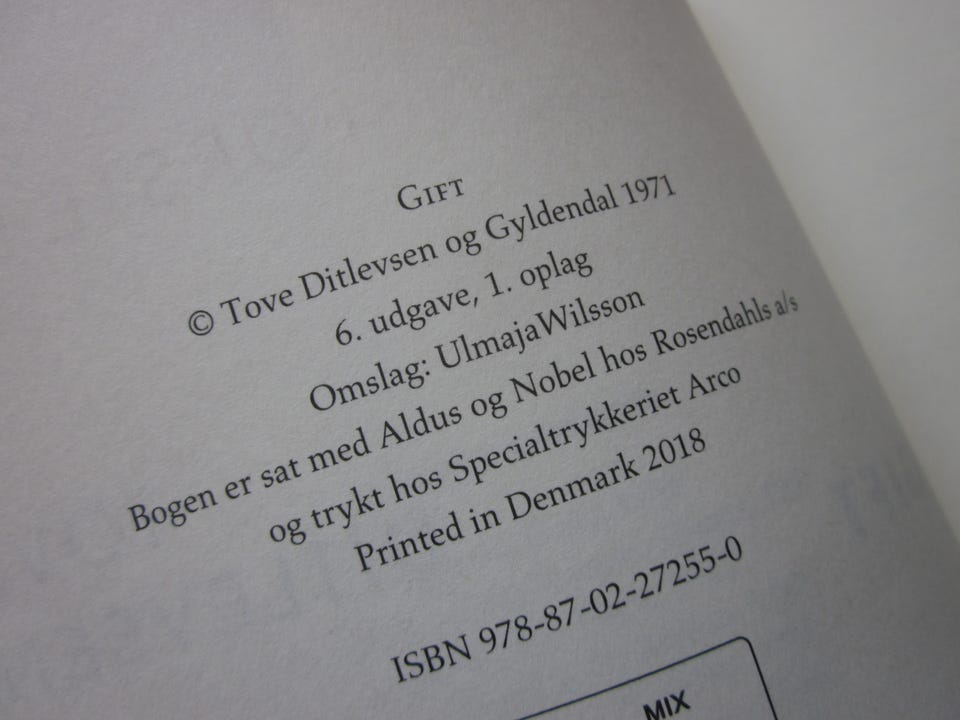 GIFT
© Tove Ditlevsen og Gyldendal 1971
6. udgave, 1. oplag
Omslag: UlmajaWilsson
Bogen er sat med Aldus og Nobel hos Rosendahls a/s
og trykt hos Specialtrykkeriet Arco
Printed in Denmark 2018
ISBN 978-87-02-27255-0
MIX